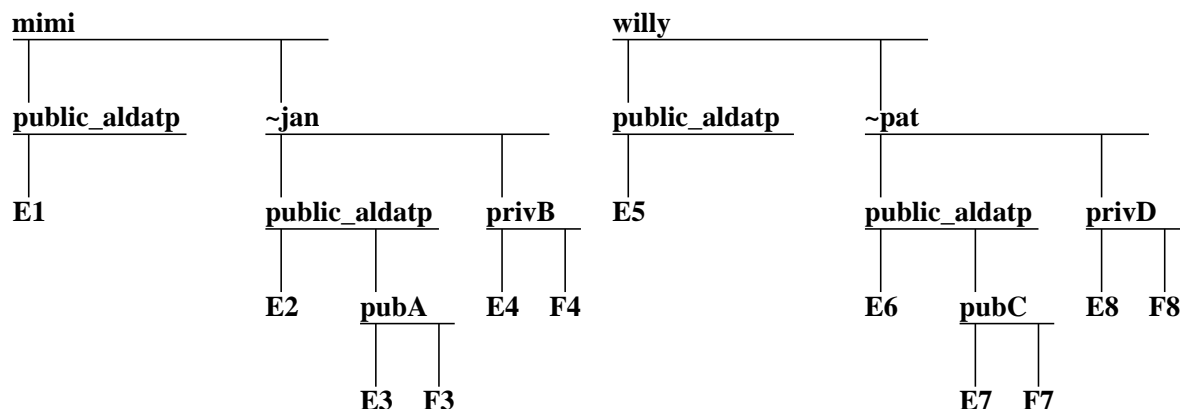 mimi willy
public_aldatp ~jan public_aldatp ~pat
E1 public_aldatp privB E5 public_aldatp privD
E2 pubA E4 F4 E6 pubC E8 F8
E3 F3 E7 F7